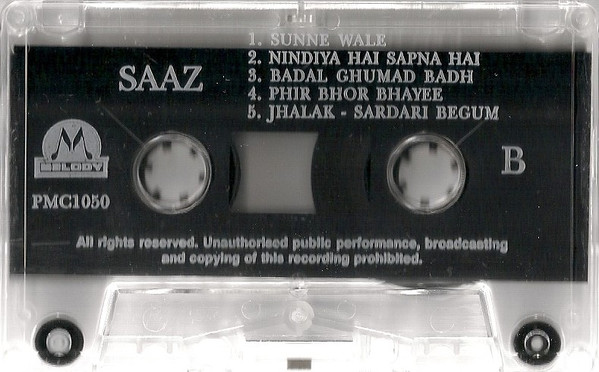 1. SUNNE WALE
2. NINDIYA HAI SAPNA HAI
SAAZ
3. BADAL GHUMAD BADH
4. PHIR BHOR BHAYEE
5. JHALAK - SARDARI BEGUM
MELODY
B
PMC1050
All rights reserved. Unauthorised public performance, broadcasting
and copying of this recording prohibited.